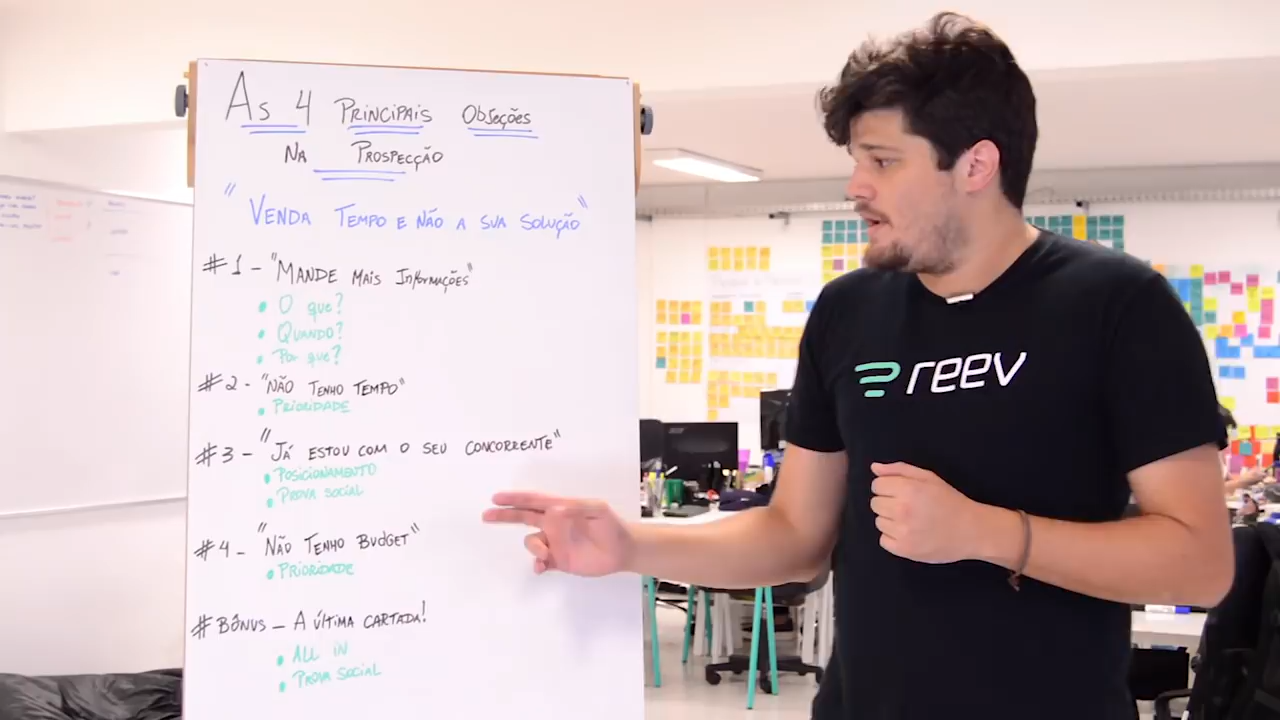 As 4 Principais Objeções
Na Prospecção
"Venda Tempo e não a sua solução"
#1 - "Mande mais informações"
• O que?
• Quando?
• Por que?
#2 - "Não tenho tempo"
• Prioridade
#3 - "Já estou com o seu concorrente"
• Posicionamento
• Prova social
#4 - "Não tenho budget"
• Prioridade
#Bônus - A última cartada!
• All in
• Prova social
reev
acer